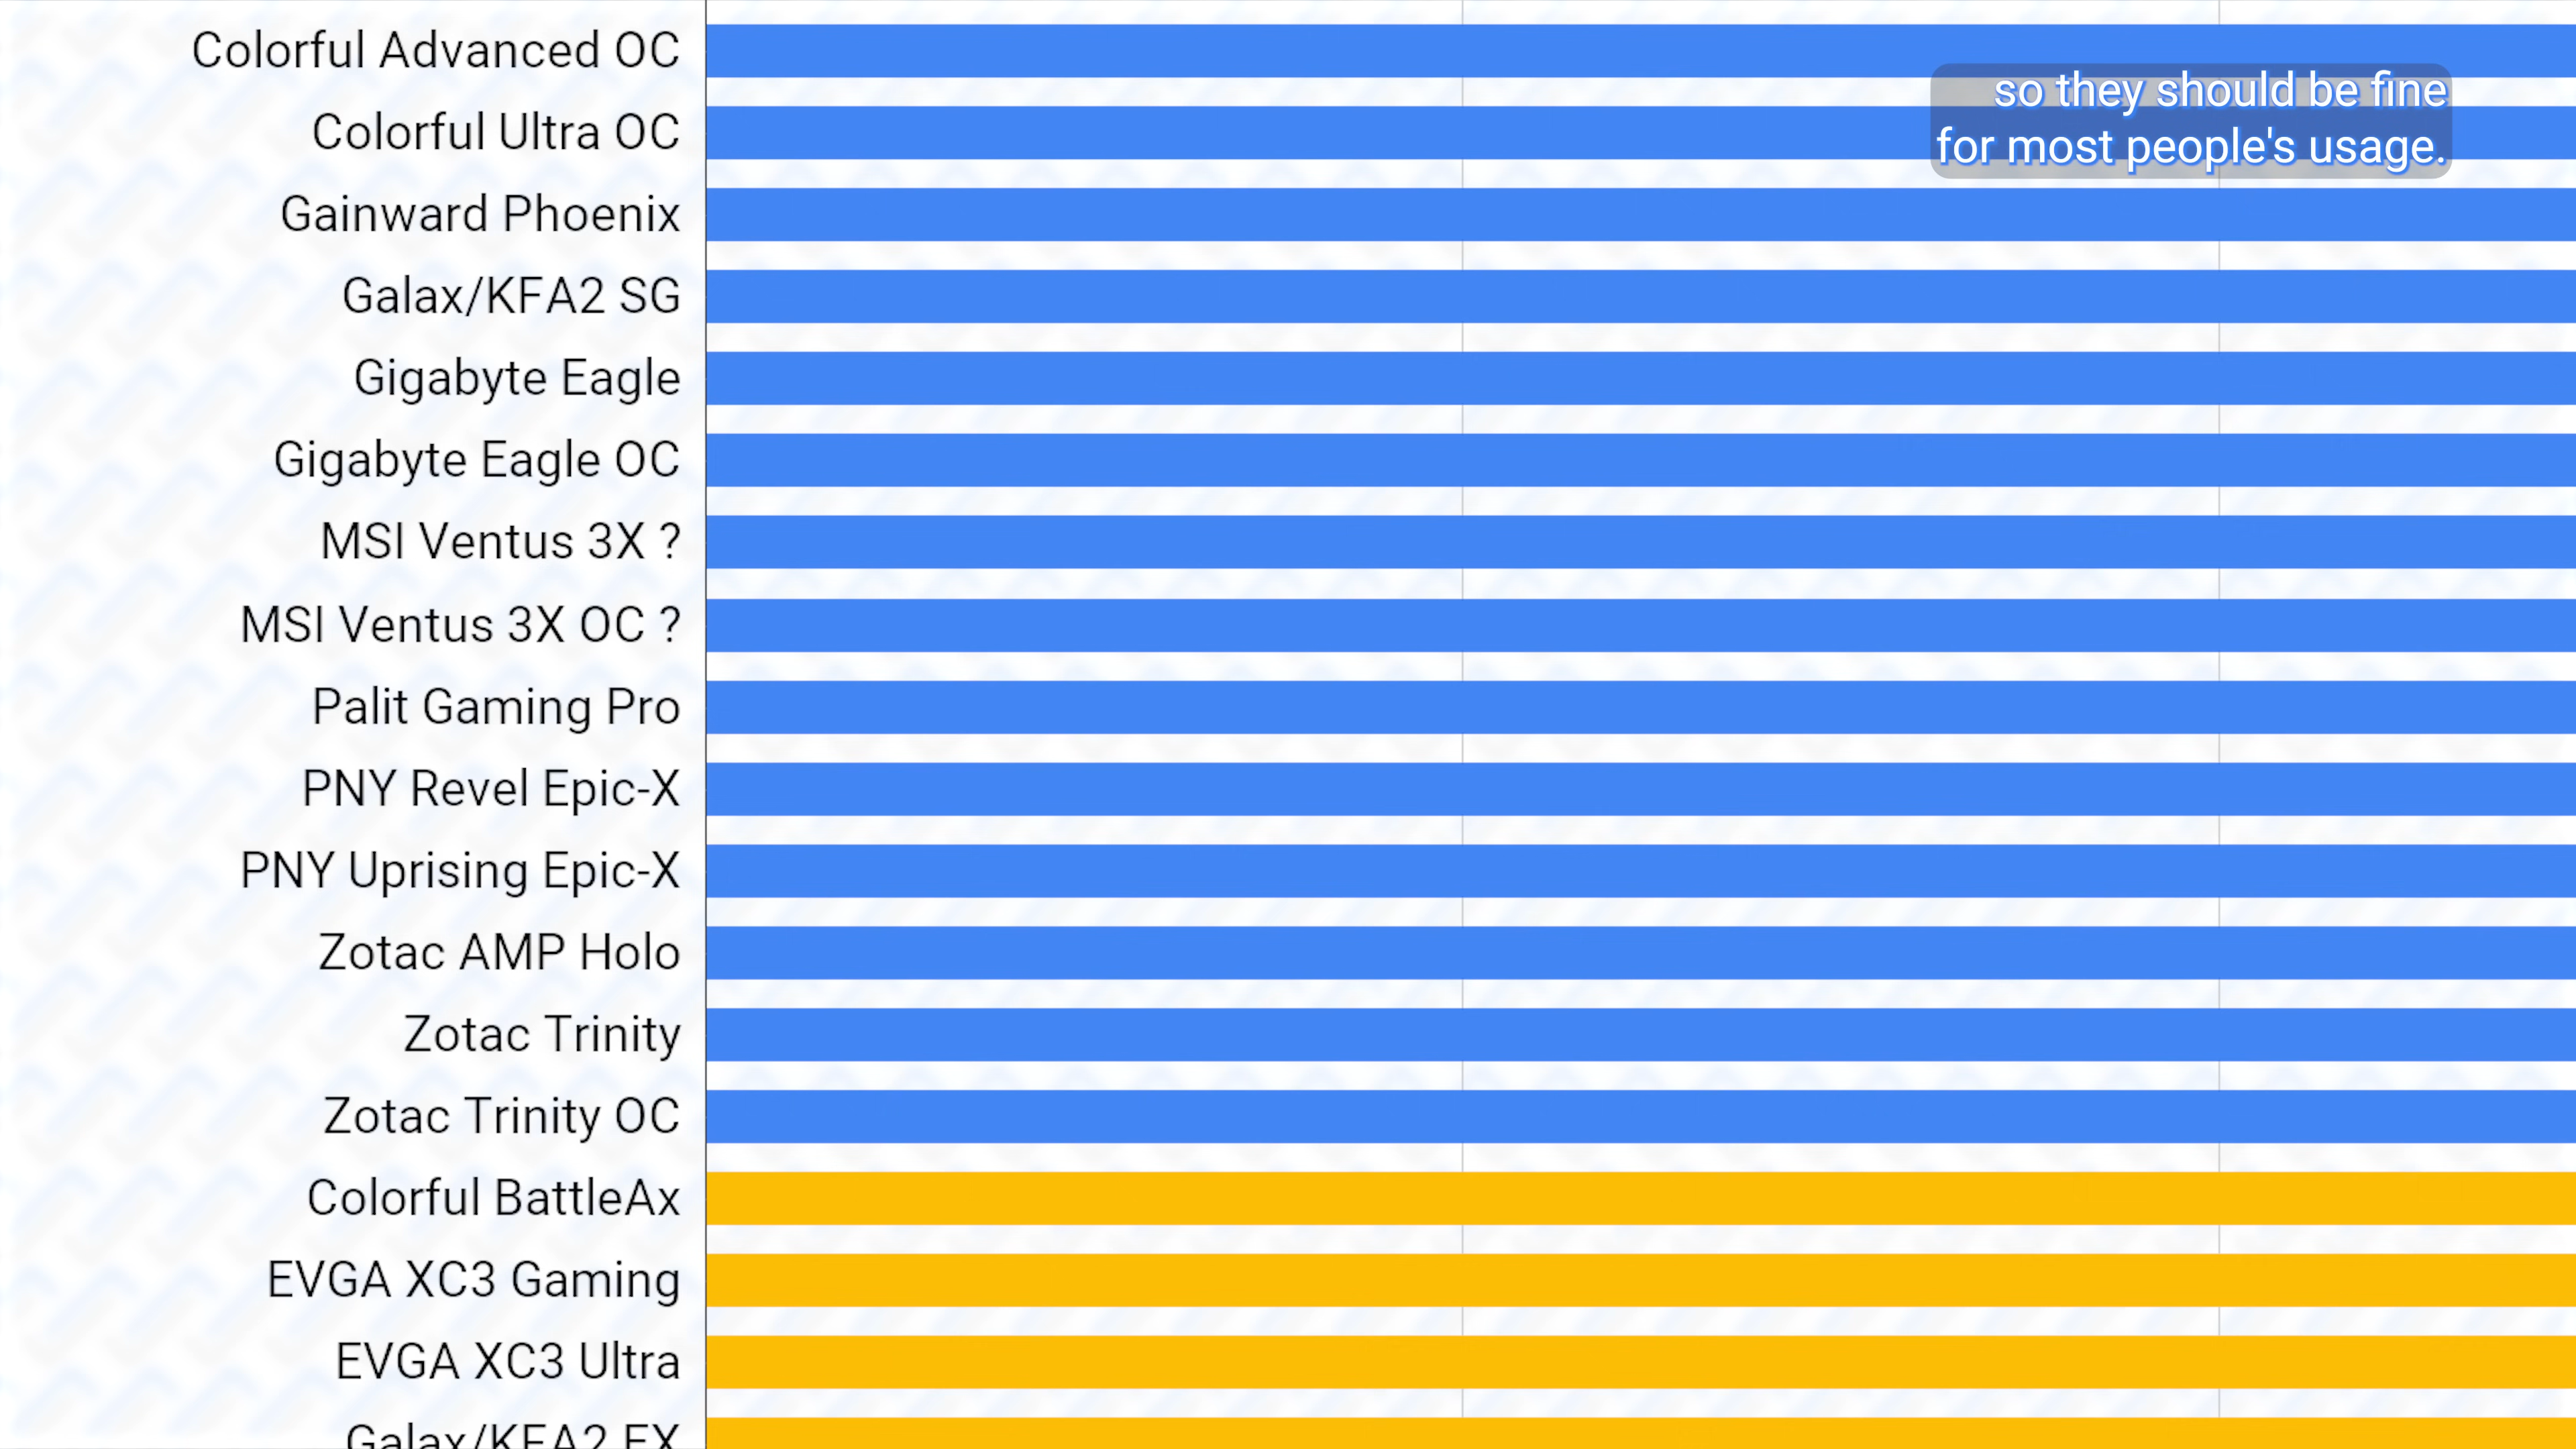 Colorful Advanced OC
so they should be fine
for most people's usage.
Colorful Ultra OC
Gainward Phoenix
Galax/KFA2 SG
Gigabyte Eagle
Gigabyte Eagle OC
MSI Ventus 3X ?
MSI Ventus 3X OC ?
Palit Gaming Pro
PNY Revel Epic-X
PNY Uprising Epic-X
Zotac AMP Holo
Zotac Trinity
Zotac Trinity OC
Colorful BattleAx
EVGA XC3 Gaming
EVGA XC3 Ultra
Galax/KFA2 EX